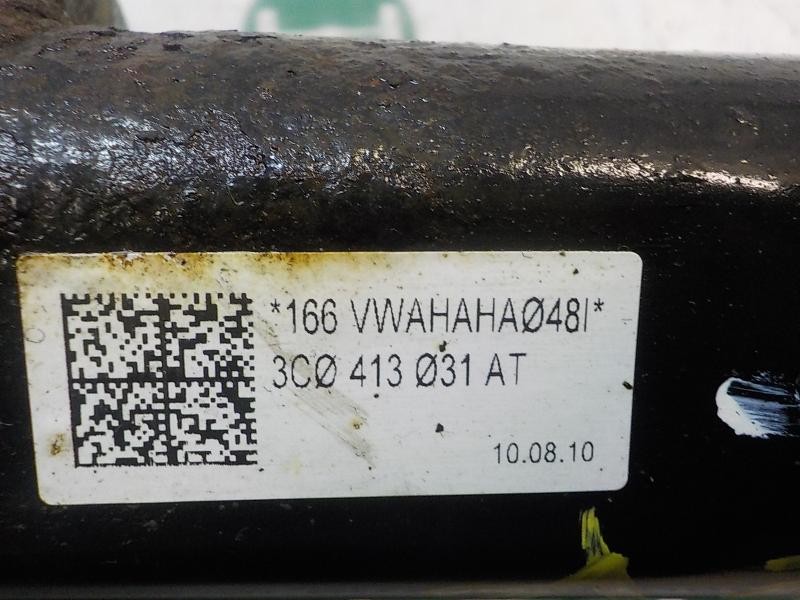 *166 VWAHAHAØ48I*
3CØ 413 Ø31 AT
10.08.10